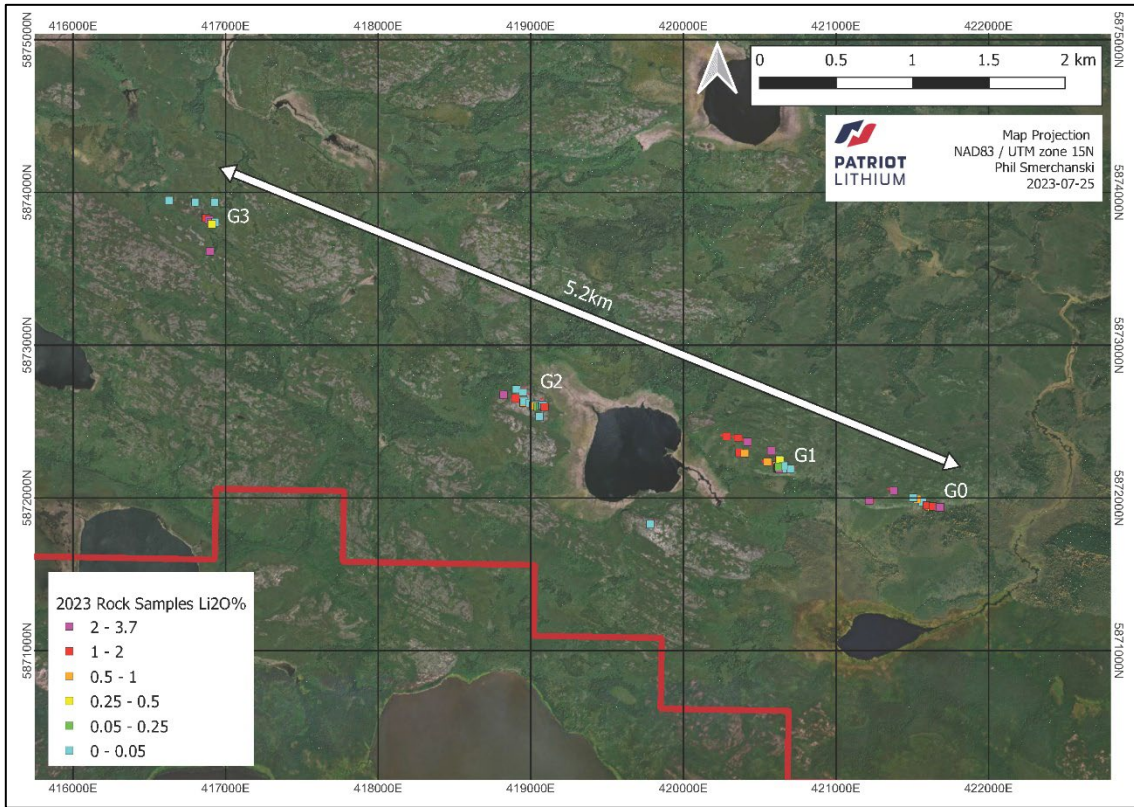 416000E 417000E 418000E 419000E 420000E 421000E 422000E
5875000N
5875000N
0 0.5 1 1.5 2 km
PATRIOT
LITHIUM
Map Projection
NAD83 / UTM zone 15N
Phil Smerchanski
2023-07-25
5874000N
5874000N
G3
5.2km
5873000N
5873000N
G2
G1
G0
5872000N
5872000N
2023 Rock Samples Li2O%
2 - 3.7
1 - 2
0.5 - 1
0.25 - 0.5
0.05 - 0.25
0 - 0.05
5871000N
5871000N
416000E 417000E 418000E 419000E 420000E 421000E 422000E